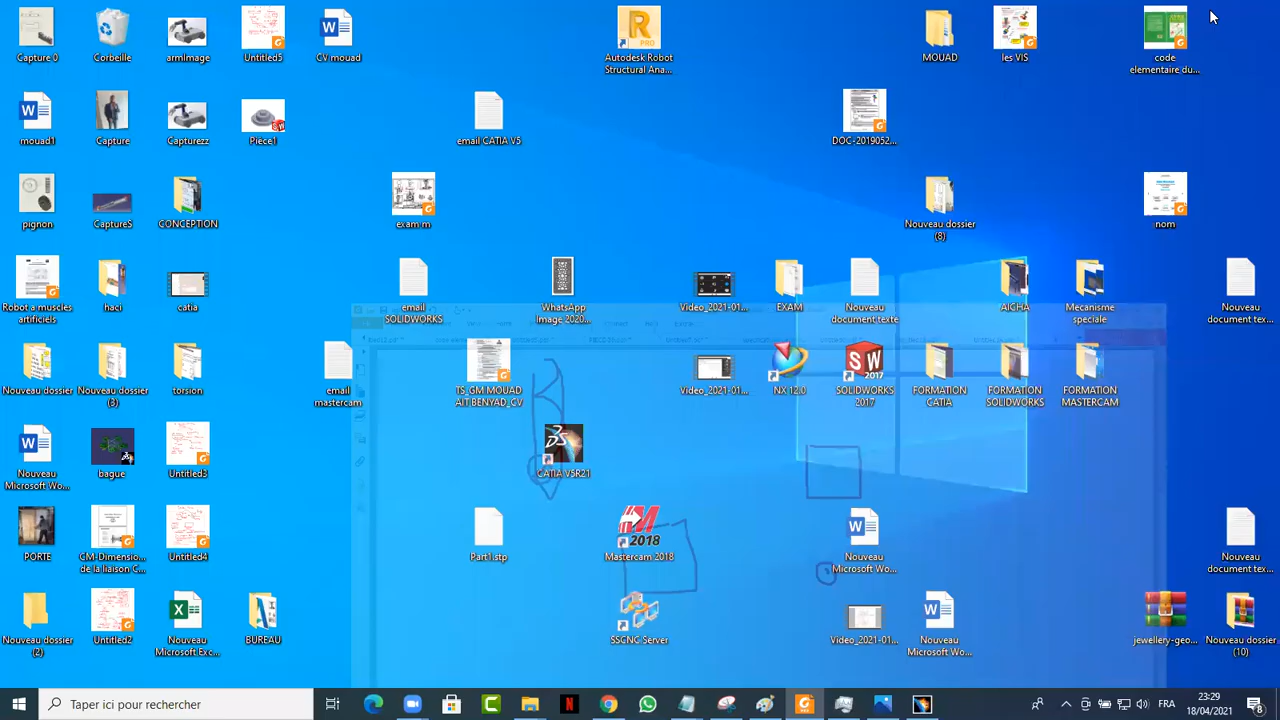 Capture 0
Corbeille
armImage
Untitled5
CV mouad
Autodesk Robot
Structural Ana...
MOUAD
les VIS
code
elementaire du...
mouad1
Capture
Capturezz
Piece1
email CATIA V5
DOC-2019052...
pignon
CaptureS
CONCEPTION
exam m
Nouveau dossier
(8)
nom
Robot a muscles
artificiels
haci
catia
email
SOLIDWORKS
WhatsApp
Image 2020...
Video_2021-01...
EXAM
Nouveau
document texte
AICHA
Mecanisme
speciale
Nouveau
document tex...
Nouveau dossier
Nouveau dossier
(3)
torsion
email
mastercam
TS_GM MOUAD
AIT BENYAD_CV
Video_2021-01...
NX 12.0
SOLIDWORKS
2017
FORMATION
CATIA
FORMATION
SOLIDWORKS
FORMATION
MASTERCAM
Nouveau
Microsoft Wo...
bague
Untitled3
CATIA V5R21
PORTE
CM-Dimensio...
de la liaison C...
Untitled4
Part1.stp
Mastercam 2018
Nouveau
Microsoft Wo...
Nouveau
document tex...
Nouveau dossier
(2)
Untitled2
Nouveau
Microsoft Exc...
BUREAU
SSCNC Server
Video_2021-01...
Nouveau
Microsoft Wo...
jewellery-geo...
Nouveau dossier
(10)
Taper ici pour rechercher
FRA
23:29
18/04/2021